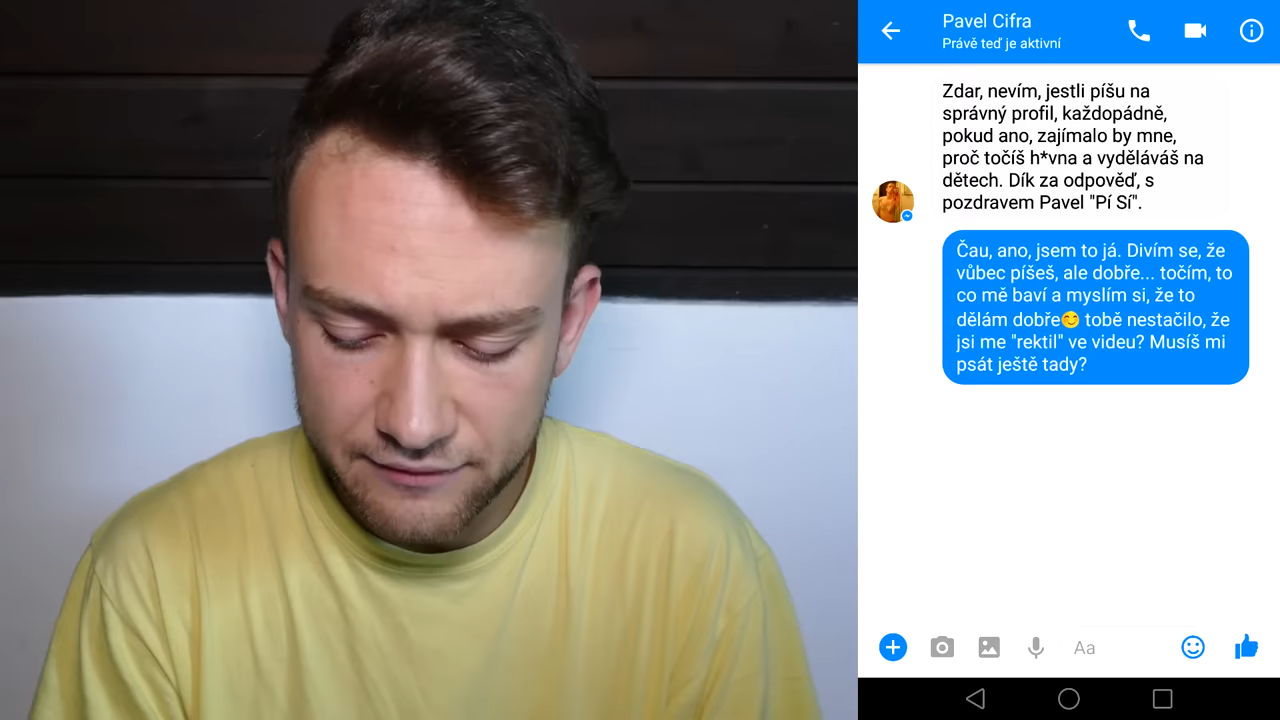 Pavel Cifra
Právě teď je aktivní
Zdar, nevím, jestli píšu na
správný profil, každopádně,
pokud ano, zajímalo by mne,
proč točíš h*vna a vyděláváš na
dětech. Dík za odpověď, s
pozdravem Pavel "Pí Sí".
Čau, ano, jsem to já. Divím se, že
vůbec píšeš, ale dobře... točím, to
co mě baví a myslím si, že to
dělám dobře😊 tobě nestačilo, že
jsi me "rektil" ve videu? Musíš mi
psát ještě tady?
Aa